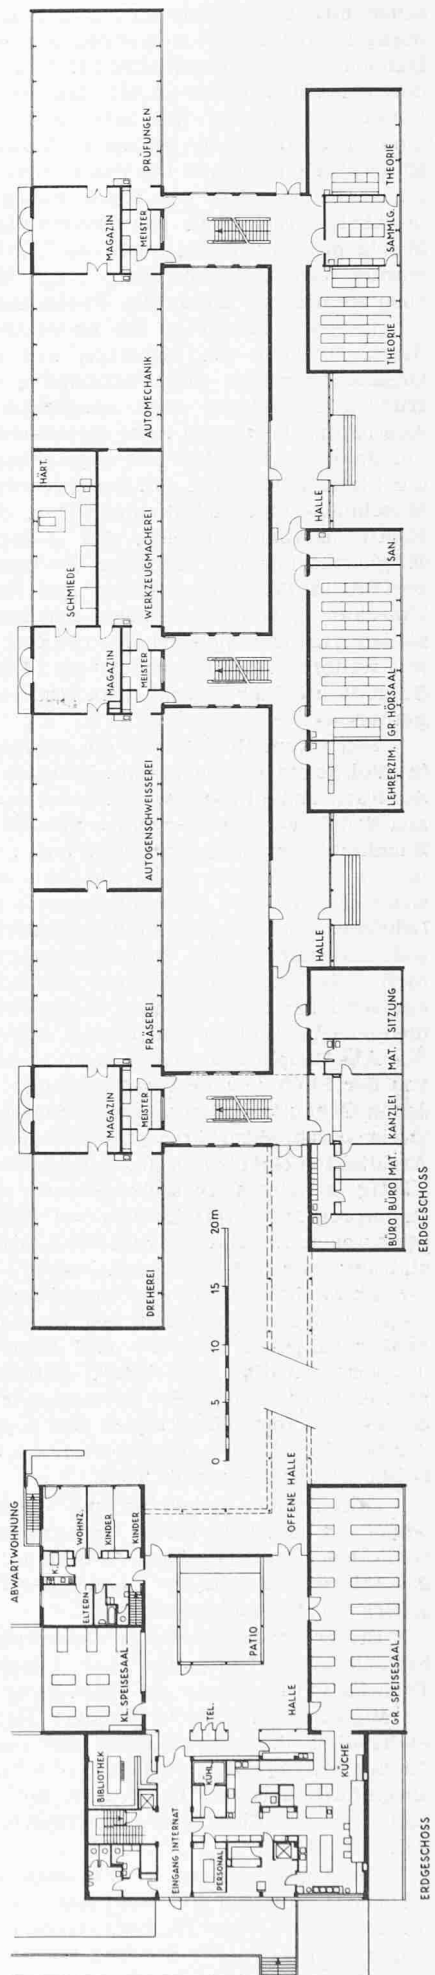 PRÜFUNGEN
MAGAZIN
MEISTER
THEORIE
SAMMLG.
THEORIE
AUTOMECHANIK
HÄRT.
SCHMIEDE
WERKZEUGMACHEREI
HALLE
MAGAZIN
MEISTER
SAN.
GR. HÖRSAAL
LEHRERZIM.
AUTOGENSCHWEISSEREI
HALLE
FRÄSEREI
MAGAZIN
MEISTER
SITZUNG
MAT.
KANZLEI
MAT.
BÜRO
BÜRO
ERDGESCHOSS
DREHEREI
0 5 10 15 20 m
ABWARTWOHNUNG
WOHNZ.
KINDER
KINDER
K.
ELTERN
OFFENE HALLE
KL. SPEISESAAL
PATIO
GR. SPEISESAAL
TEL.
HALLE
BIBLIOTHEK
KÜHL
KÜCHE
EINGANG INTERNAT
PERSONAL
ERDGESCHOSS